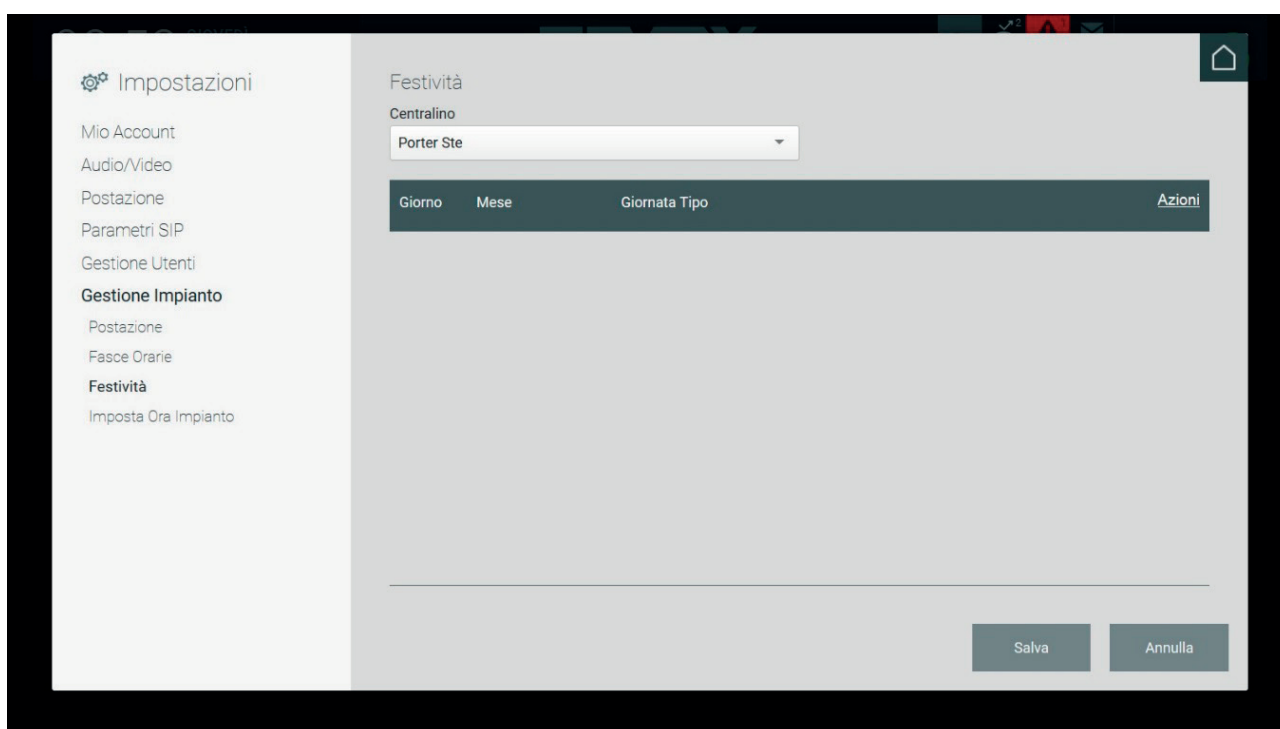 Impostazioni
Mio Account
Audio/Video
Postazione
Parametri SIP
Gestione Utenti
Gestione Impianto
Postazione
Fasce Orarie
Festività
Imposta Ora Impianto
Festività
Centralino
Porter Ste
Giorno Mese Giornata Tipo Azioni
Salva Annulla